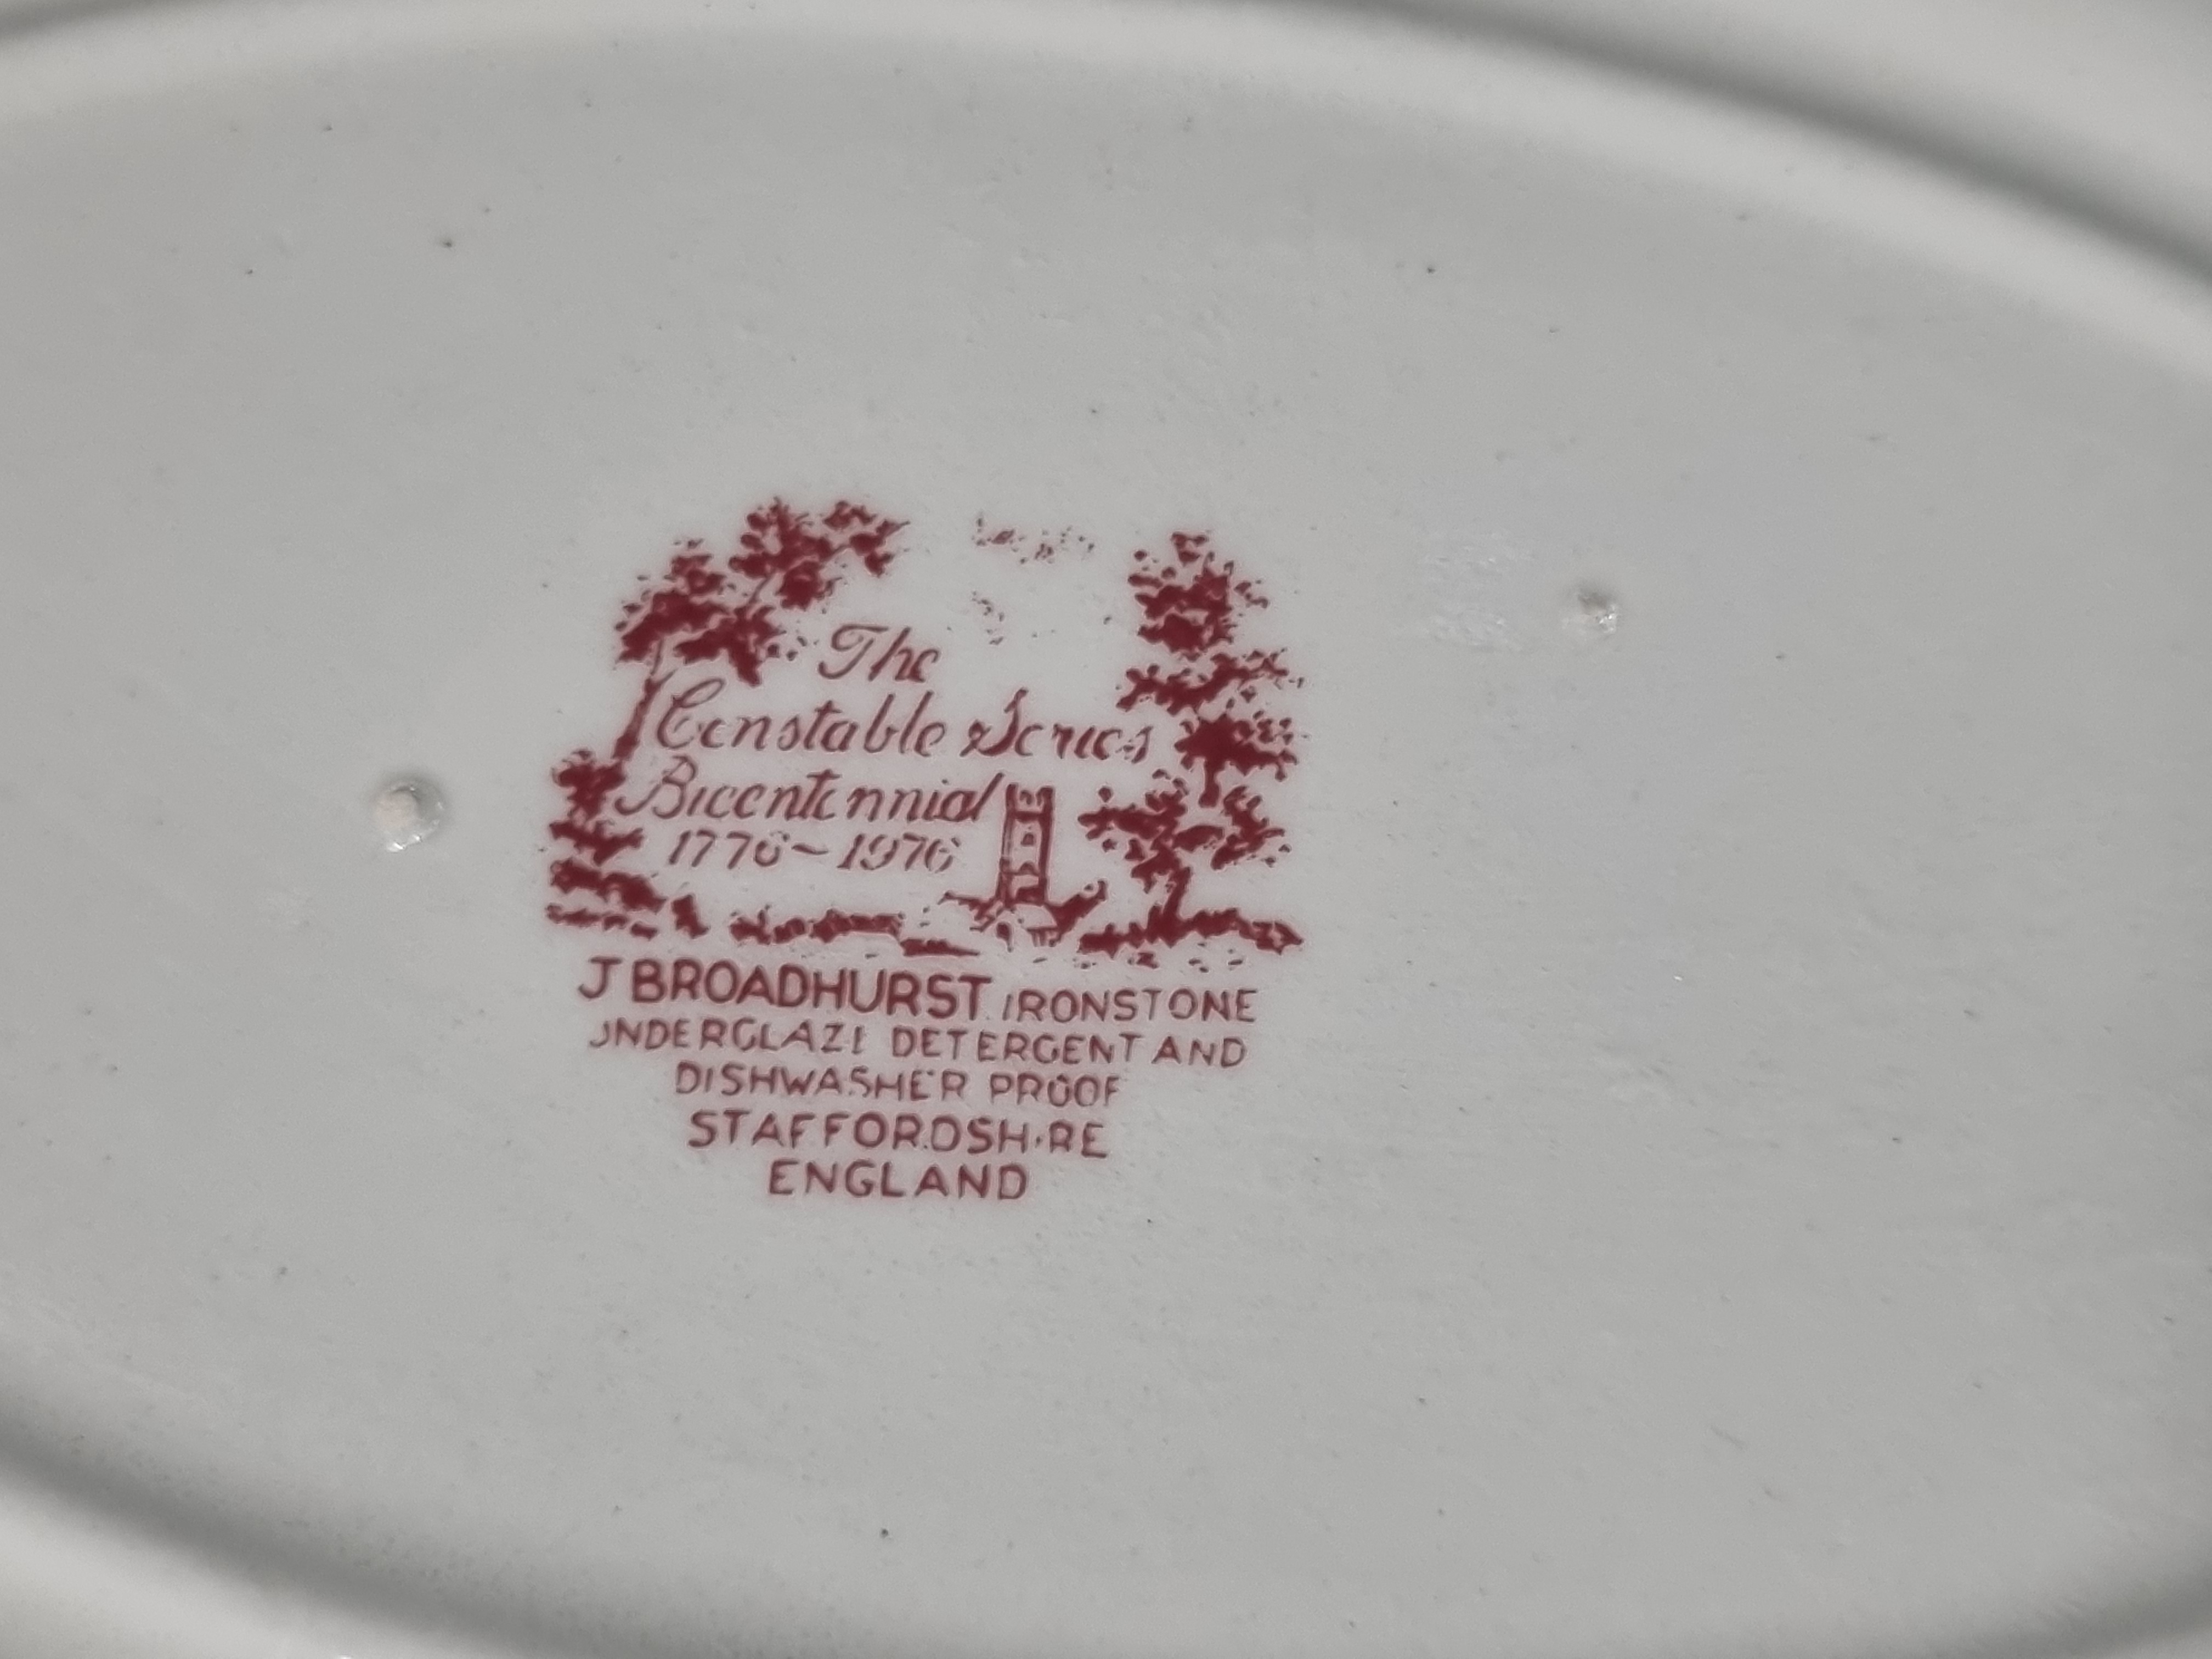 The
Constable Series
Bicentennial
1776~1976
J BROADHURST IRONSTONE
UNDERGLAZE DETERGENT AND
DISHWASHER PROOF
STAFFORDSHIRE
ENGLAND